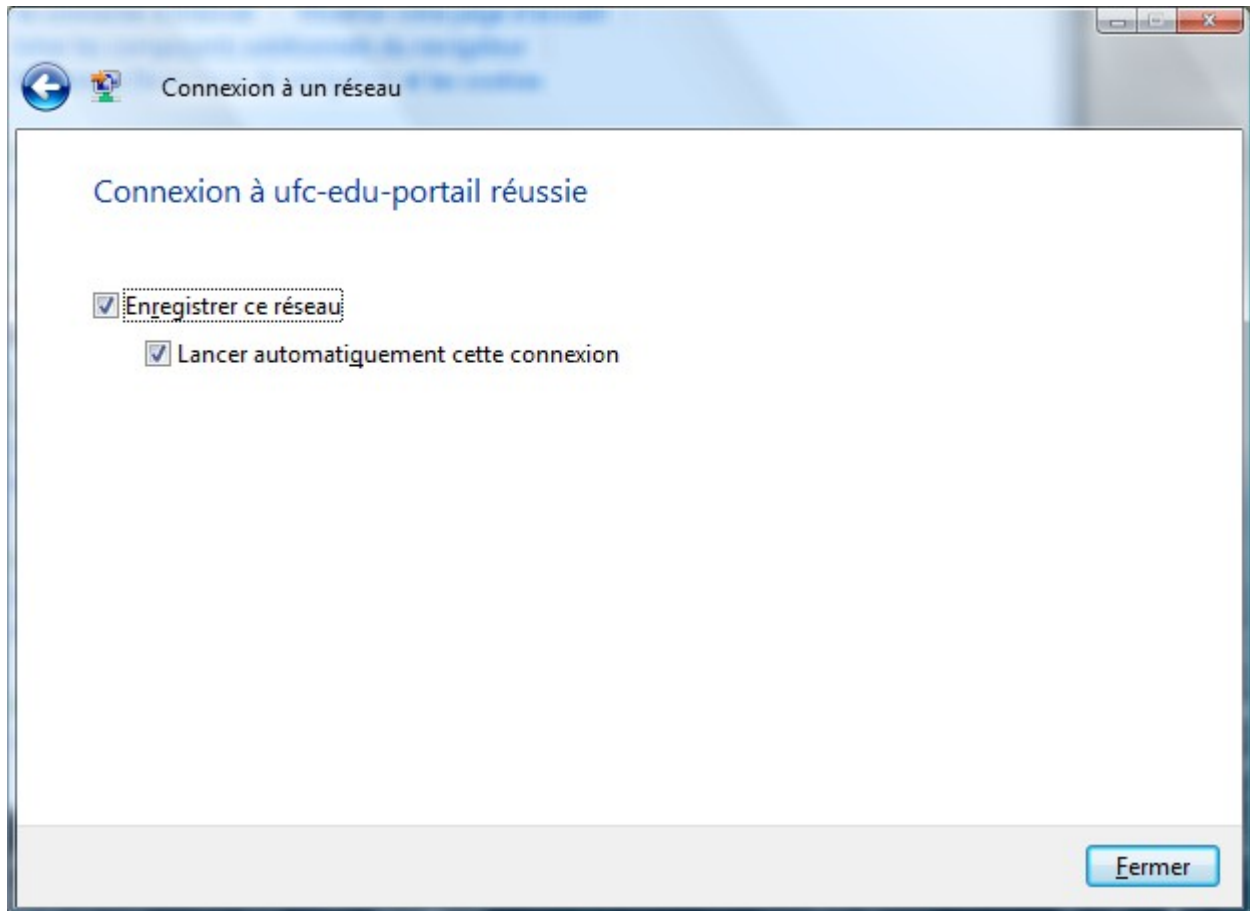 Connexion à un réseau
Connexion à ufc-edu-portail réussie
Enregistrer ce réseau
Lancer automatiquement cette connexion
Fermer